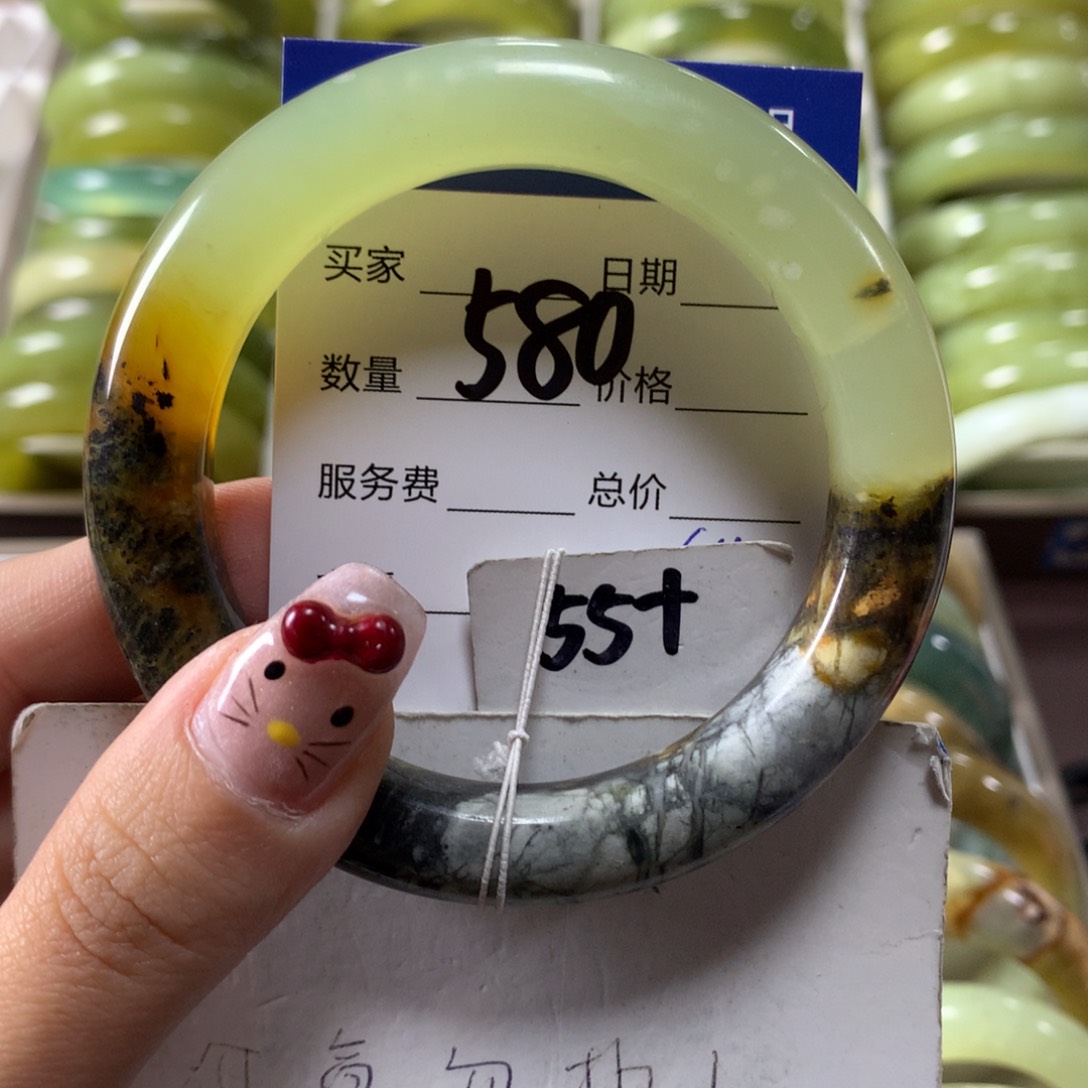 买家 580 日期
数量 价格
服务费 总价
55+